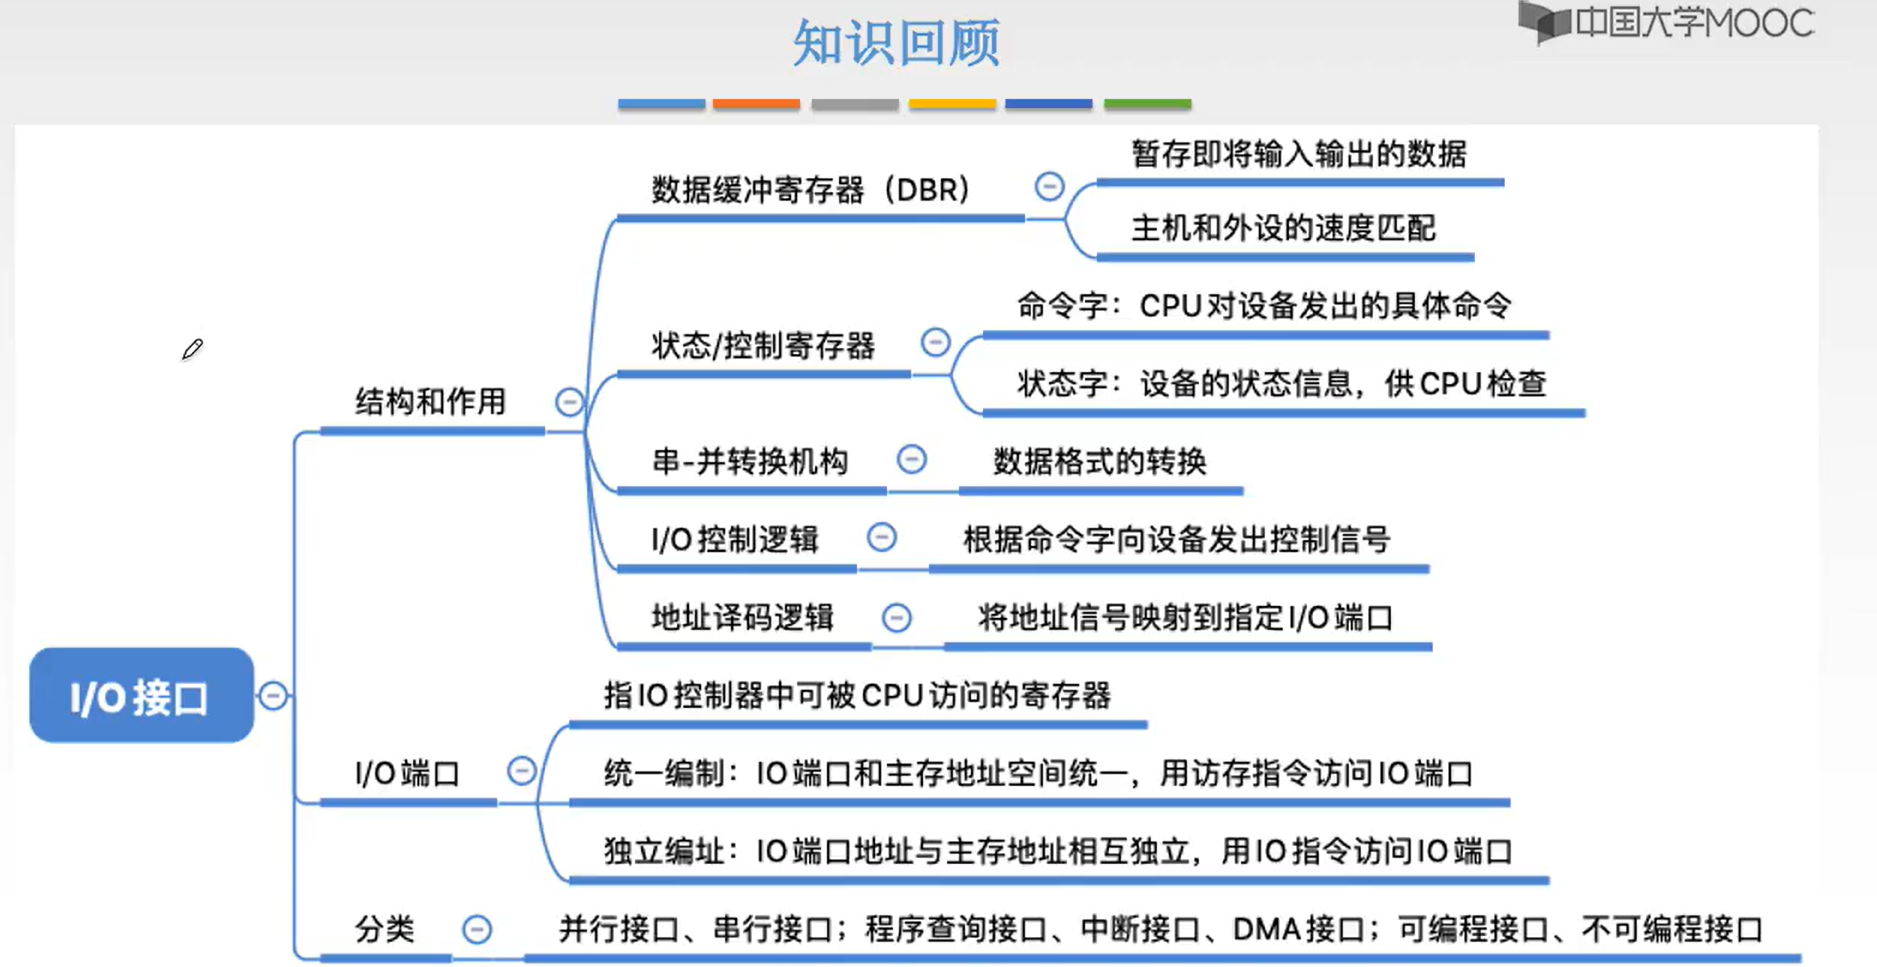 知识回顾
中国大学MOOC
数据缓冲寄存器（DBR）
暂存即将输入输出的数据
主机和外设的速度匹配
状态/控制寄存器
命令字：CPU对设备发出的具体命令
状态字：设备的状态信息，供CPU检查
结构和作用
串-并转换机构
数据格式的转换
I/O控制逻辑
根据命令字向设备发出控制信号
地址译码逻辑
将地址信号映射到指定I/O端口
I/O接口
I/O端口
指IO控制器中可被CPU访问的寄存器
统一编制：IO端口和主存地址空间统一，用访存指令访问IO端口
独立编址：IO端口地址与主存地址相互独立，用IO指令访问IO端口
分类
并行接口、串行接口；程序查询接口、中断接口、DMA接口；可编程接口、不可编程接口